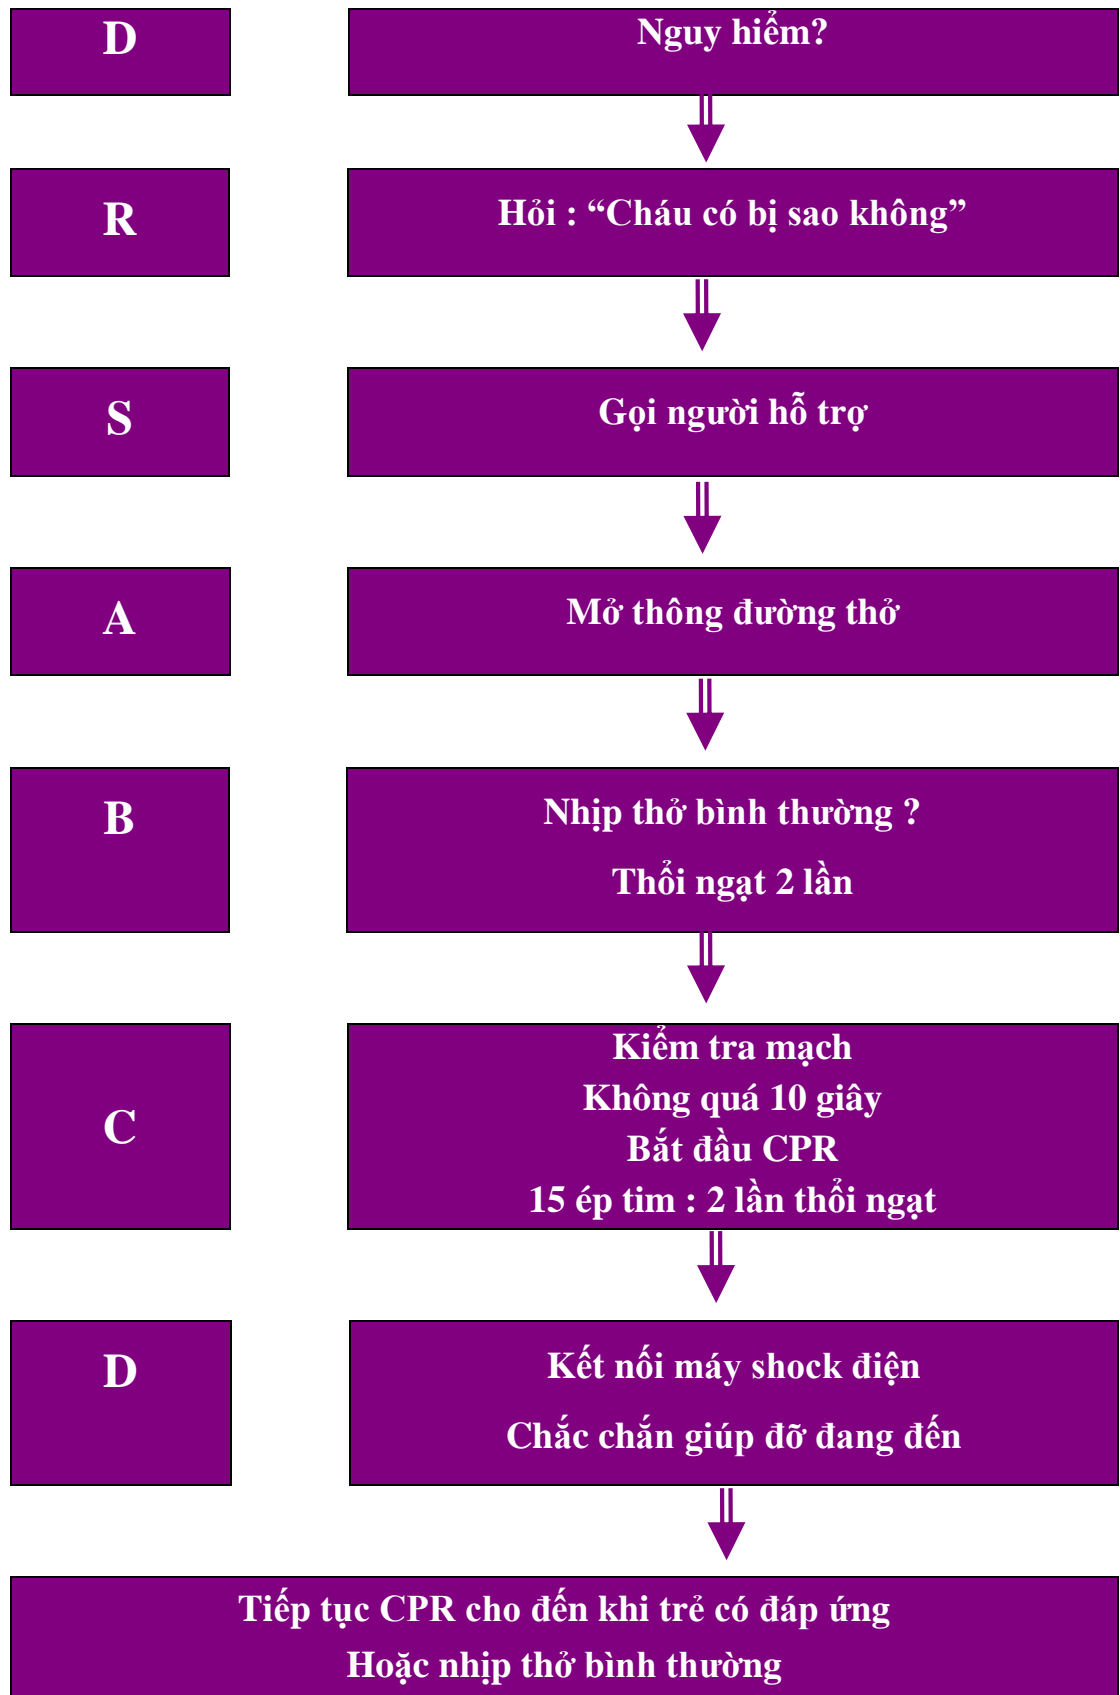 D
Nguy hiểm?
R
Hỏi : “Cháu có bị sao không”
S
Gọi người hỗ trợ
A
Mở thông đường thở
B
Nhịp thở bình thường ?
Thổi ngạt 2 lần
C
Kiểm tra mạch
Không quá 10 giây
Bắt đầu CPR
15 ép tim : 2 lần thổi ngạt
D
Kết nối máy shock điện
Chắc chắn giúp đỡ đang đến
Tiếp tục CPR cho đến khi trẻ có đáp ứng
Hoặc nhịp thở bình thường